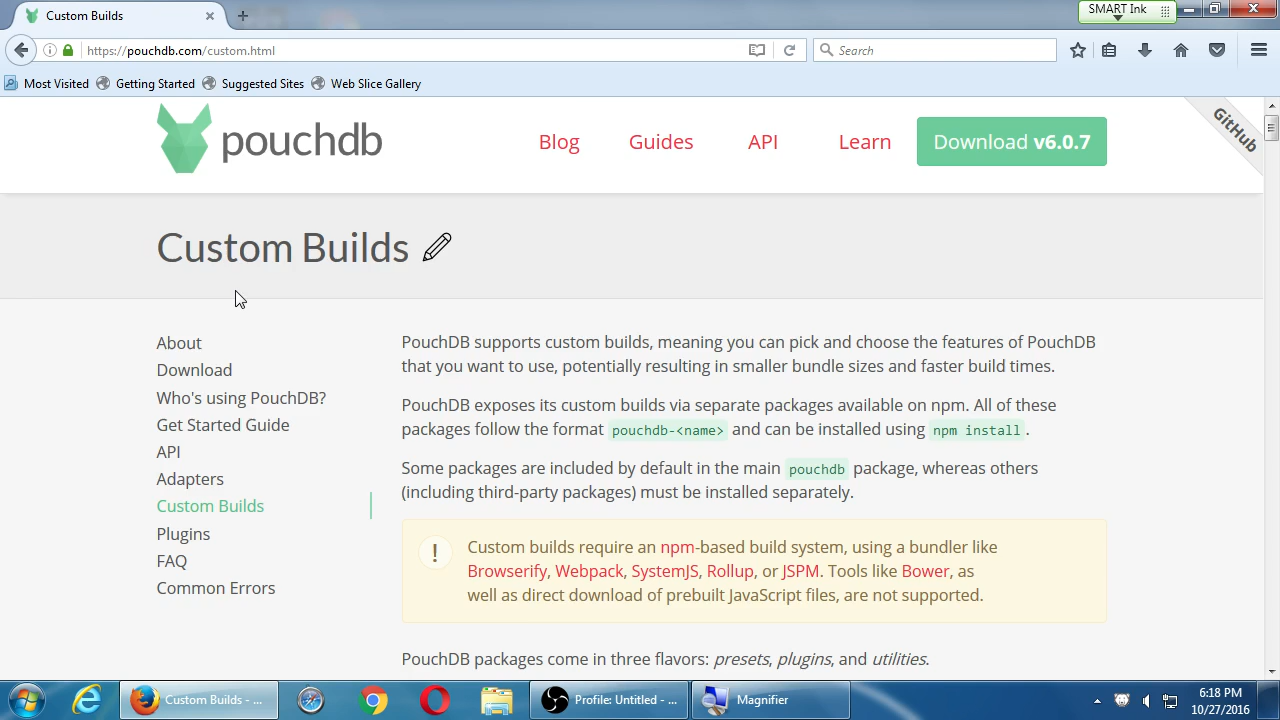 Custom Builds
SMART Ink
https://pouchdb.com/custom.html
Search
Most Visited
Getting Started
Suggested Sites
Web Slice Gallery
pouchdb
Blog
Guides
API
Learn
Download v6.0.7
GitHub
Custom Builds
About
Download
Who's using PouchDB?
Get Started Guide
API
Adapters
Custom Builds
Plugins
FAQ
Common Errors
PouchDB supports custom builds, meaning you can pick and choose the features of PouchDB
that you want to use, potentially resulting in smaller bundle sizes and faster build times.
PouchDB exposes its custom builds via separate packages available on npm. All of these
packages follow the format pouchdb-<name> and can be installed using npm install.
Some packages are included by default in the main pouchdb package, whereas others
(including third-party packages) must be installed separately.
! Custom builds require an npm-based build system, using a bundler like
Browserify, Webpack, SystemJS, Rollup, or JSPM. Tools like Bower, as
well as direct download of prebuilt JavaScript files, are not supported.
PouchDB packages come in three flavors: presets, plugins, and utilities.
Custom Builds - ...
Profile: Untitled - ...
Magnifier
6:18 PM
10/27/2016